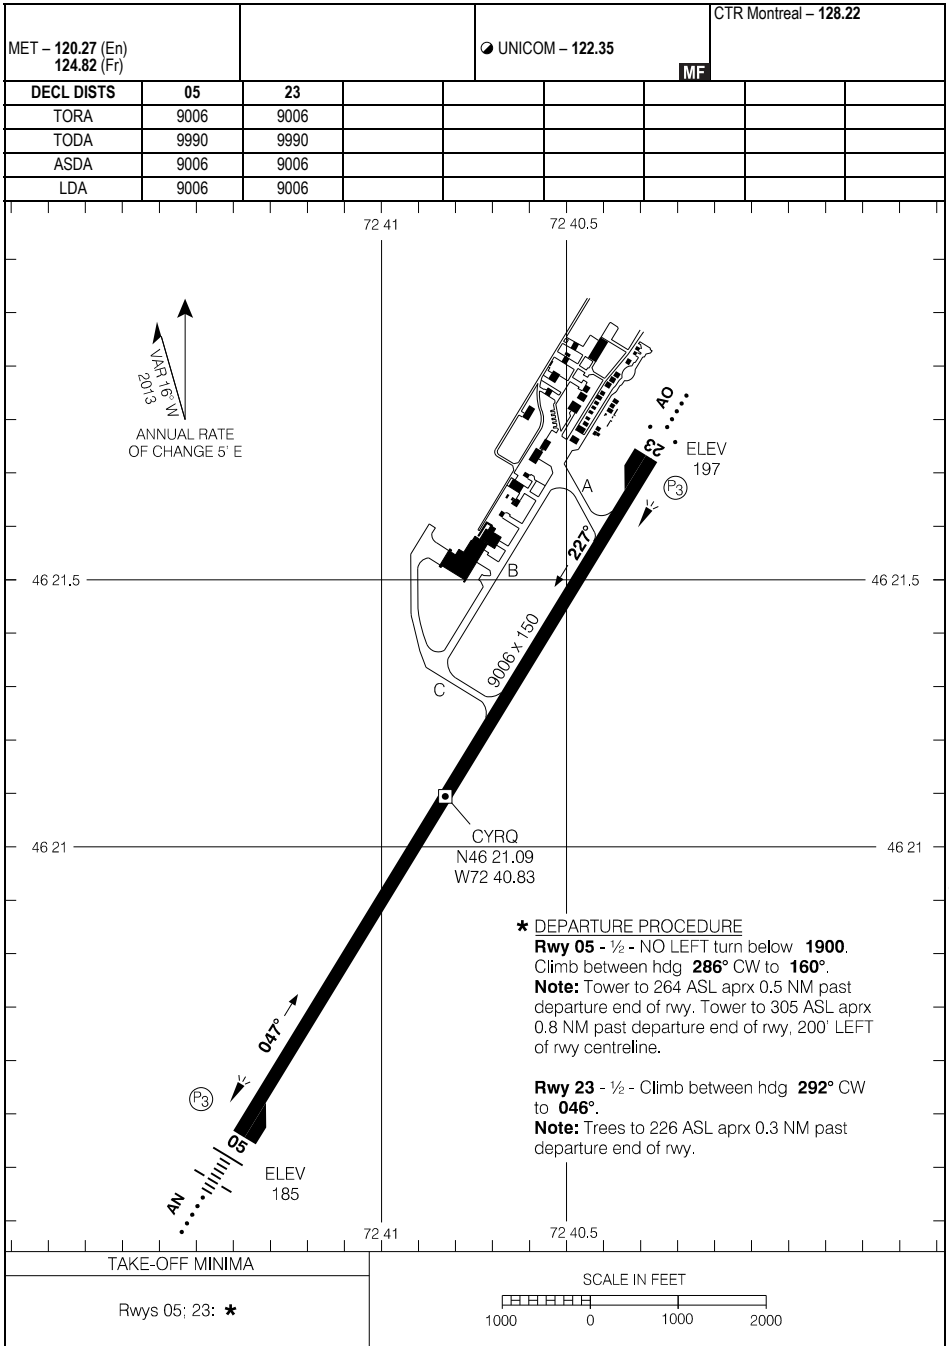 CTR Montreal – 128.22
MET – 120.27 (En)
124.82 (Fr)
UNICOM – 122.35
MF
DECL DISTS 05 23
TORA 9006 9006
TODA 9990 9990
ASDA 9006 9006
LDA 9006 9006
72 41 72 40.5
VAR 16° W
2013
ANNUAL RATE
OF CHANGE 5' E
AO
23
ELEV
197
P3
A
227°
B
46 21.5 46 21.5
9006 x 150
C
CYRQ
N46 21.09
W72 40.83
46 21 46 21
* DEPARTURE PROCEDURE
Rwy 05 - ½ - NO LEFT turn below 1900.
Climb between hdg 286° CW to 160°.
Note: Tower to 264 ASL aprx 0.5 NM past
departure end of rwy. Tower to 305 ASL aprx
0.8 NM past departure end of rwy, 200' LEFT
of rwy centreline.
Rwy 23 - ½ - Climb between hdg 292° CW
to 046°.
Note: Trees to 226 ASL aprx 0.3 NM past
departure end of rwy.
047°
P3
05
ELEV
185
AN
72 41 72 40.5
TAKE-OFF MINIMA
Rwys 05; 23: *
SCALE IN FEET
1000 0 1000 2000